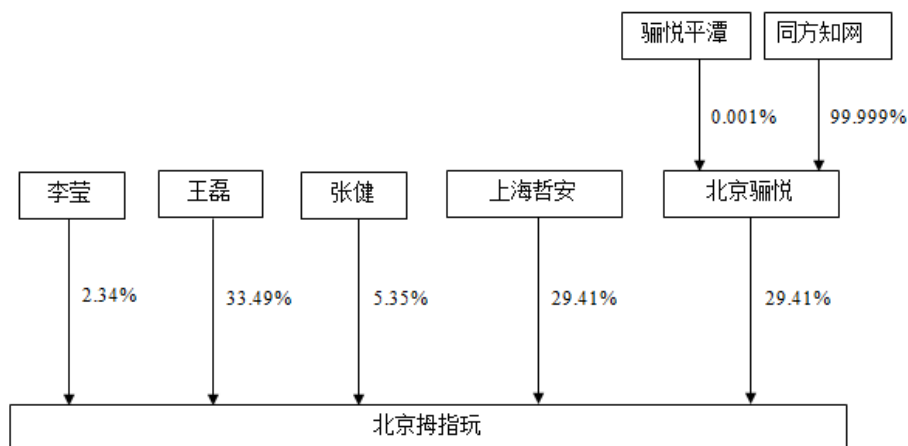 骊悦平潭 同方知网
0.001% 99.999%
李莹 王磊 张健 上海哲安 北京骊悦
2.34% 33.49% 5.35% 29.41% 29.41%
北京拇指玩